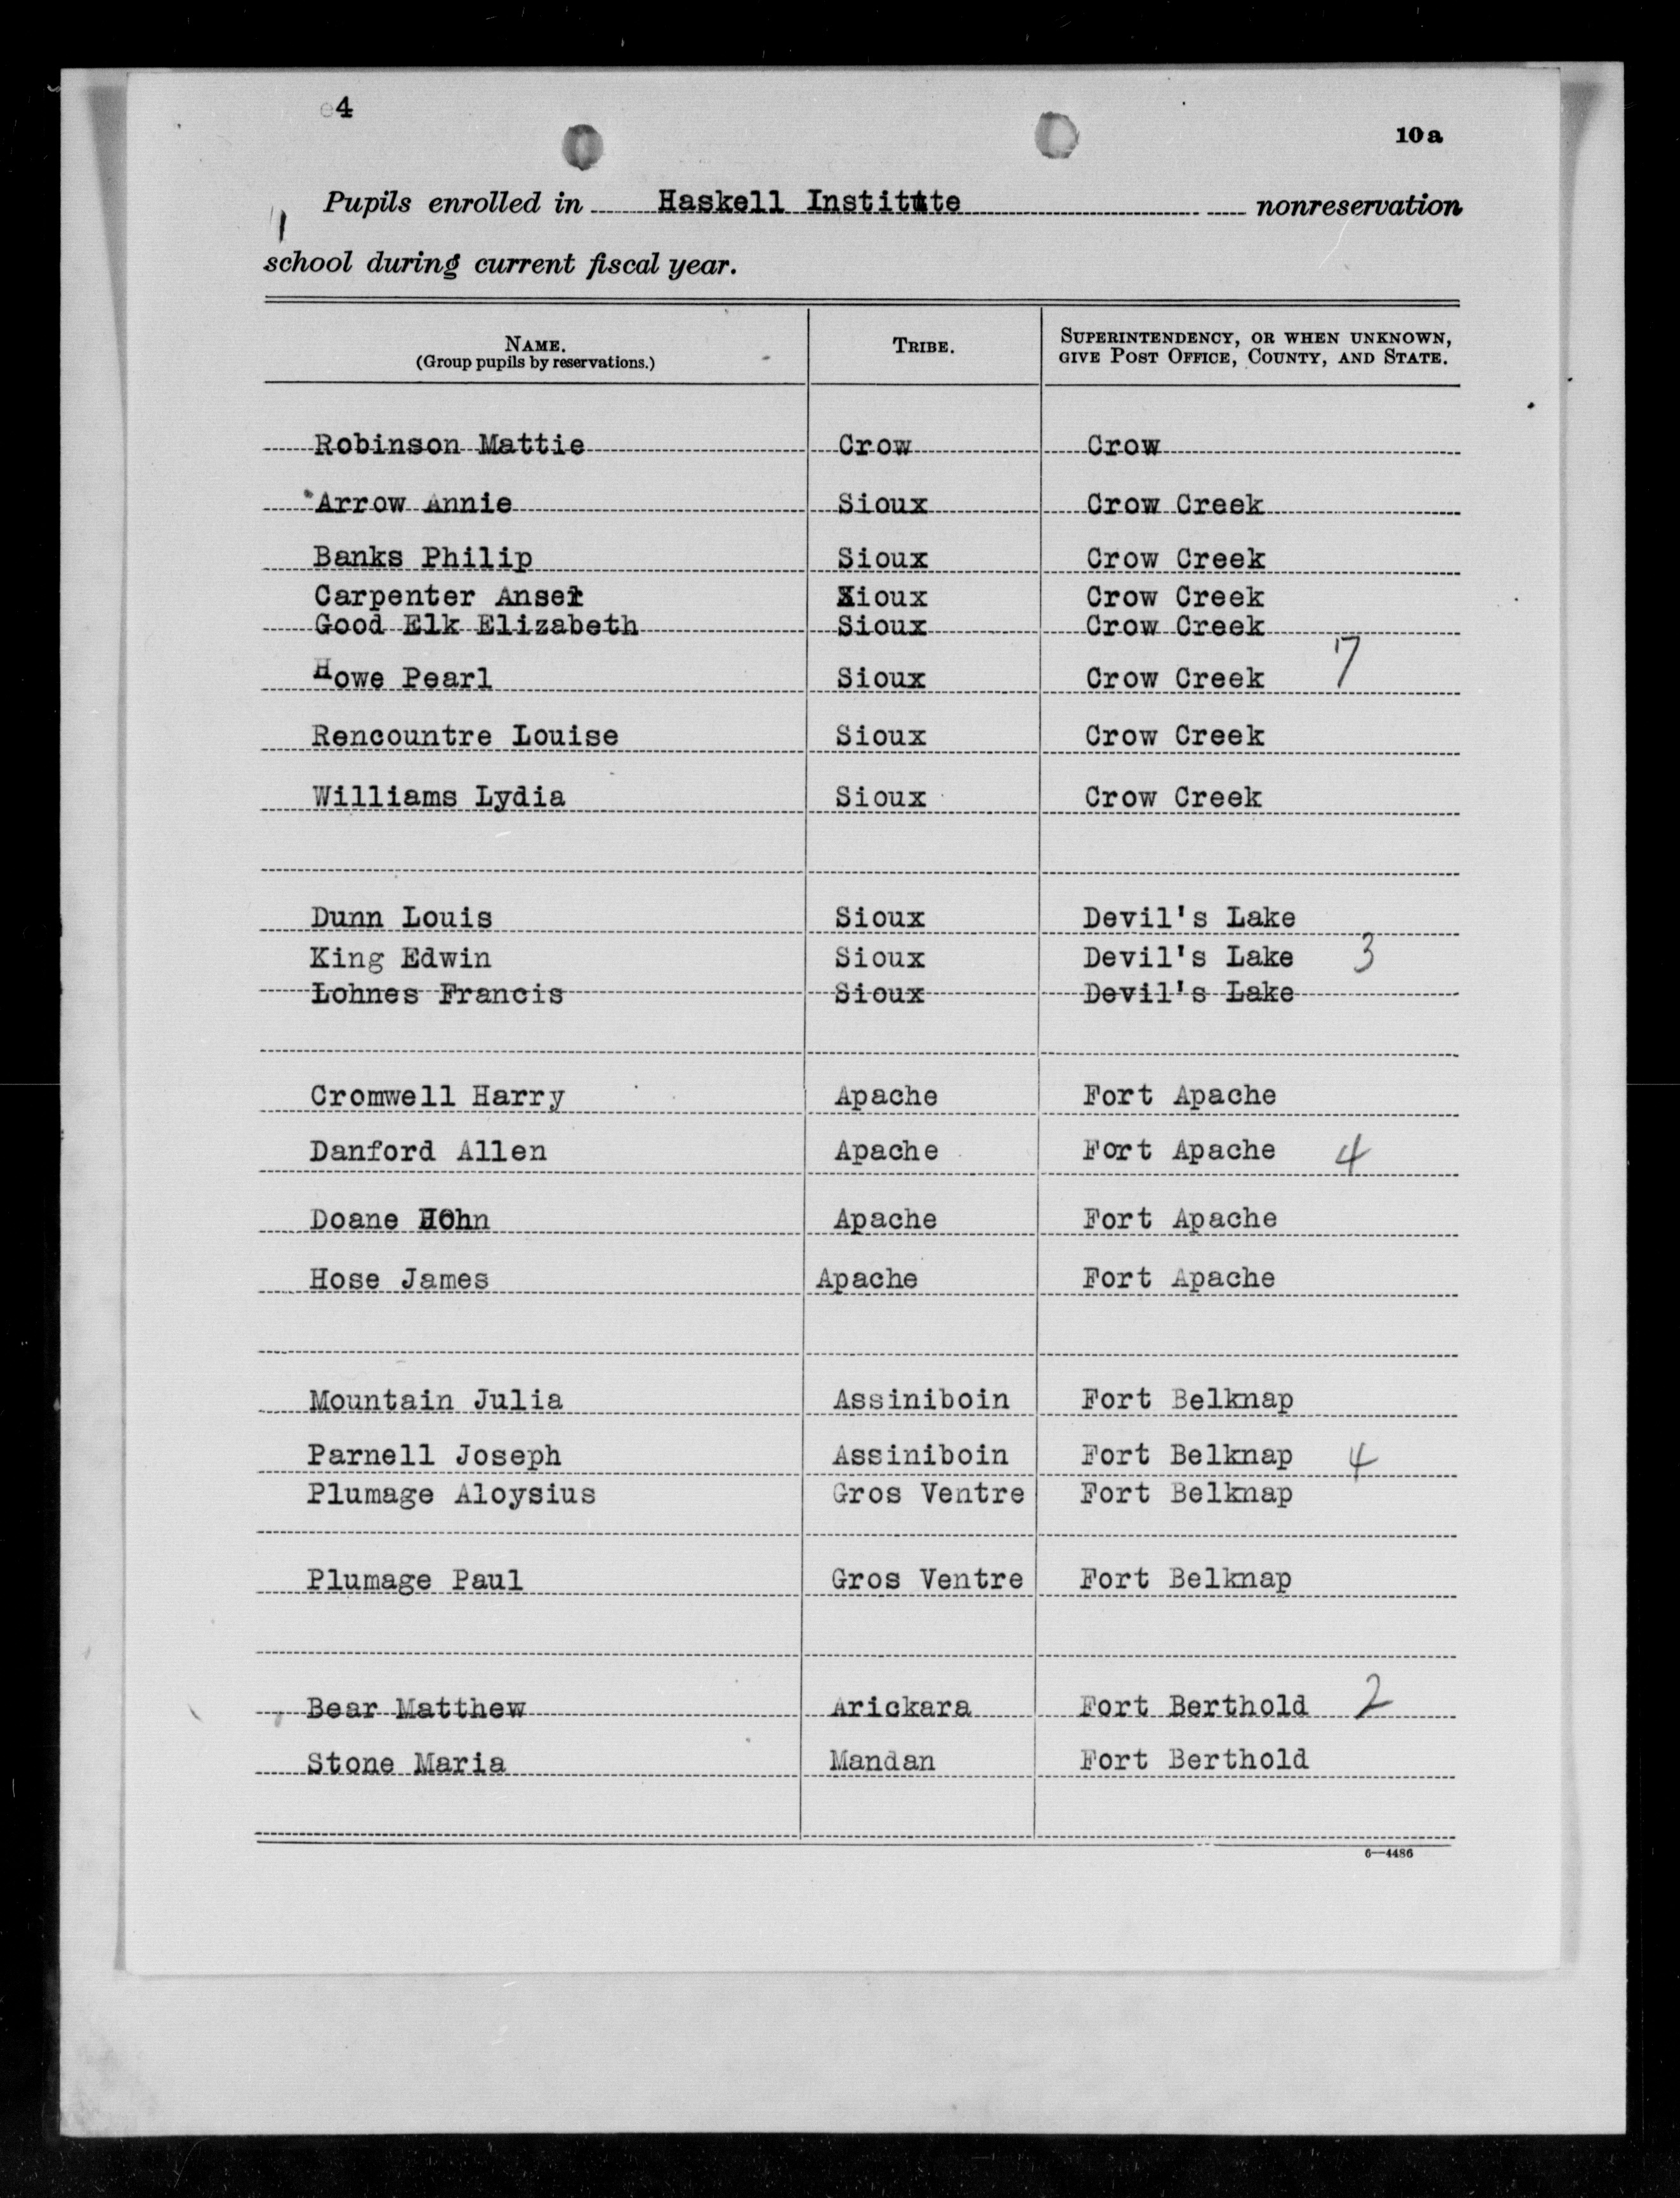 4
10a
Pupils enrolled in Haskell Institute nonreservation
school during current fiscal year.
NAME. TRIBE. SUPERINTENDENCY, OR WHEN UNKNOWN,
(Group pupils by reservations.) GIVE POST OFFICE, COUNTY, AND STATE.
Robinson Mattie Crow Crow
Arrow Annie Sioux Crow Creek
Banks Philip Sioux Crow Creek
Carpenter Sioux Crow Creek
Good Elk Elizabeth Sioux Crow Creek
7
Howe Pearl Sioux Crow Creek
Rencountre Louise Sioux Crow Creek
Williams Lydia Sioux Crow Creek
Dunn Louis Sioux Devil's Lake
King Edwin Sioux Devil's Lake 3
Lohnes Francis Sioux Devil's Lake
Cromwell Harry Apache Fort Apache
Danford Allen Apache Fort Apache 4
Doane Apache Fort Apache
Hose James Apache Fort Apache
Mountain Julia Assiniboin Fort Belknap
Parnell Joseph Assiniboin Fort Belknap 4
Plumage Aloysius Gros Ventre Fort Belknap
Plumage Paul Gros Ventre Fort Belknap
Bear Matthew Arickara Fort Berthold 2
Stone Maria Mandan Fort Berthold
6—4486